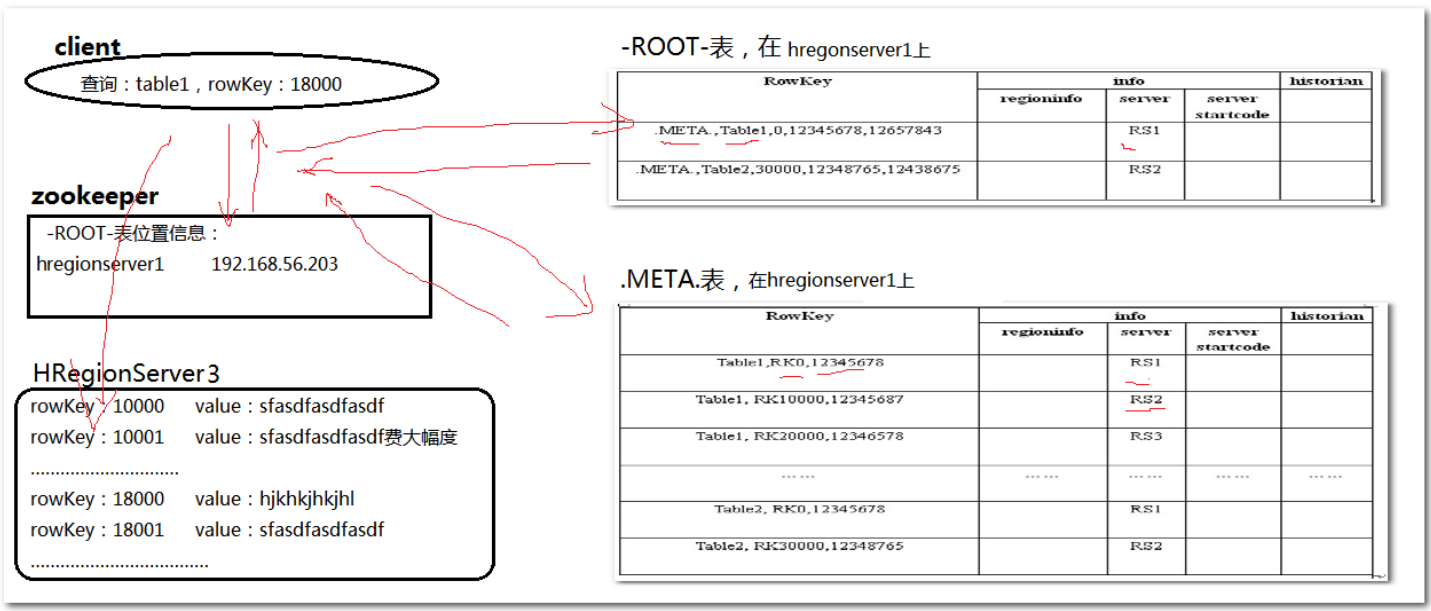 client
查询：table1，rowKey：18000
zookeeper
-ROOT-表位置信息：
hregionserver1 192.168.56.203
HRegionServer3
rowKey：10000 value：sfasdfasdfasdf
rowKey：10001 value：sfasdfasdfasdf费大幅度
..............................
rowKey：18000 value：hjkhkjhkjhl
rowKey：18001 value：sfasdfasdfasdf
....................................
-ROOT-表，在 hregonserver1上
RowKey info historian
regioninfo server server startcode
.META.,Table1,0,12345678,12657843 RS1
.META.,Table2,30000,12348765,12438675 RS2
.META.表，在hregionserver1上
RowKey info historian
regioninfo server server startcode
Table1,RK0,12345678 RS1
Table1, RK10000,12345687 RS2
Table1, RK20000,12346578 RS3
... ... ... ... ... ... ... ... ... ...
Table2, RK0,12345678 RS1
Table2, RK30000,12348765 RS2